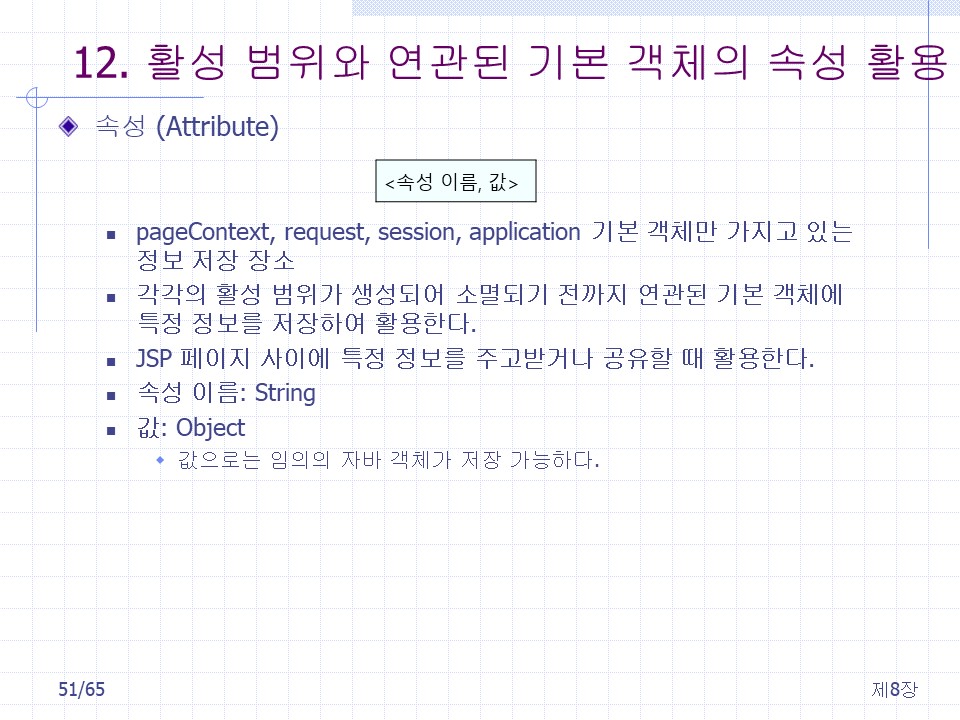 12. 활성 범위와 연관된 기본 객체의 속성 활용
속성 (Attribute)
<속성 이름, 값>
pageContext, request, session, application 기본 객체만 가지고 있는
정보 저장 장소
각각의 활성 범위가 생성되어 소멸되기 전까지 연관된 기본 객체에
특정 정보를 저장하여 활용한다.
JSP 페이지 사이에 특정 정보를 주고받거나 공유할 때 활용한다.
속성 이름: String
값: Object
값으로는 임의의 자바 객체가 저장 가능하다.
51/65
제8장